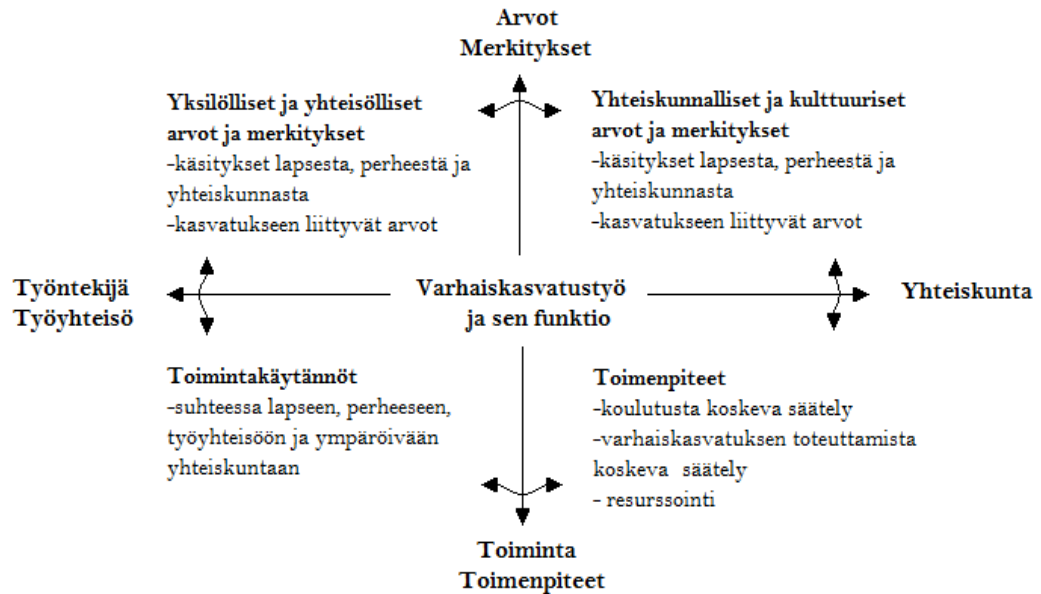 Arvot
Merkitykset
Yksilölliset ja yhteisölliset
arvot ja merkitykset
-käsitykset lapsesta, perheestä ja
yhteiskunnasta
-kasvatukseen liittyvät arvot
Yhteiskunnalliset ja kulttuuriset
arvot ja merkitykset
-käsitykset lapsesta, perheestä ja
yhteiskunnasta
-kasvatukseen liittyvät arvot
Työntekijä
Työyhteisö
Varhaiskasvatustyö
ja sen funktio
Yhteiskunta
Toimintakäytännöt
-suhteessa lapseen, perheeseen,
työyhteisöön ja ympäröivään
yhteiskuntaan
Toimenpiteet
-koulutusta koskeva säätely
-varhaiskasvatuksen toteuttamista
koskeva säätely
- resurssointi
Toiminta
Toimenpiteet